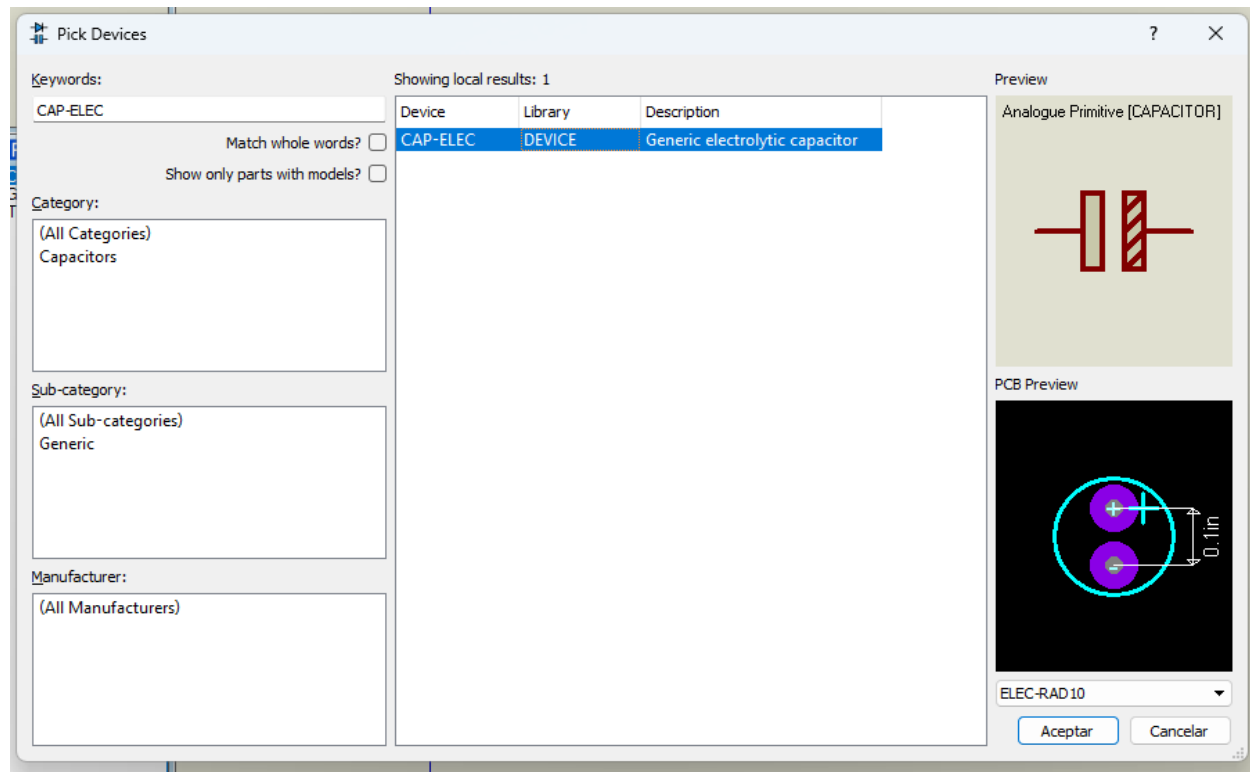 Pick Devices
?
Keywords:
CAP-ELEC
Match whole words?
Show only parts with models?
Category:
(All Categories)
Capacitors
Sub-category:
(All Sub-categories)
Generic
Manufacturer:
(All Manufacturers)
Showing local results: 1
Device Library Description
CAP-ELEC DEVICE Generic electrolytic capacitor
Preview
Analogue Primitive [CAPACITOR]
PCB Preview
+
-
0.1in
ELEC-RAD10
Aceptar Cancelar